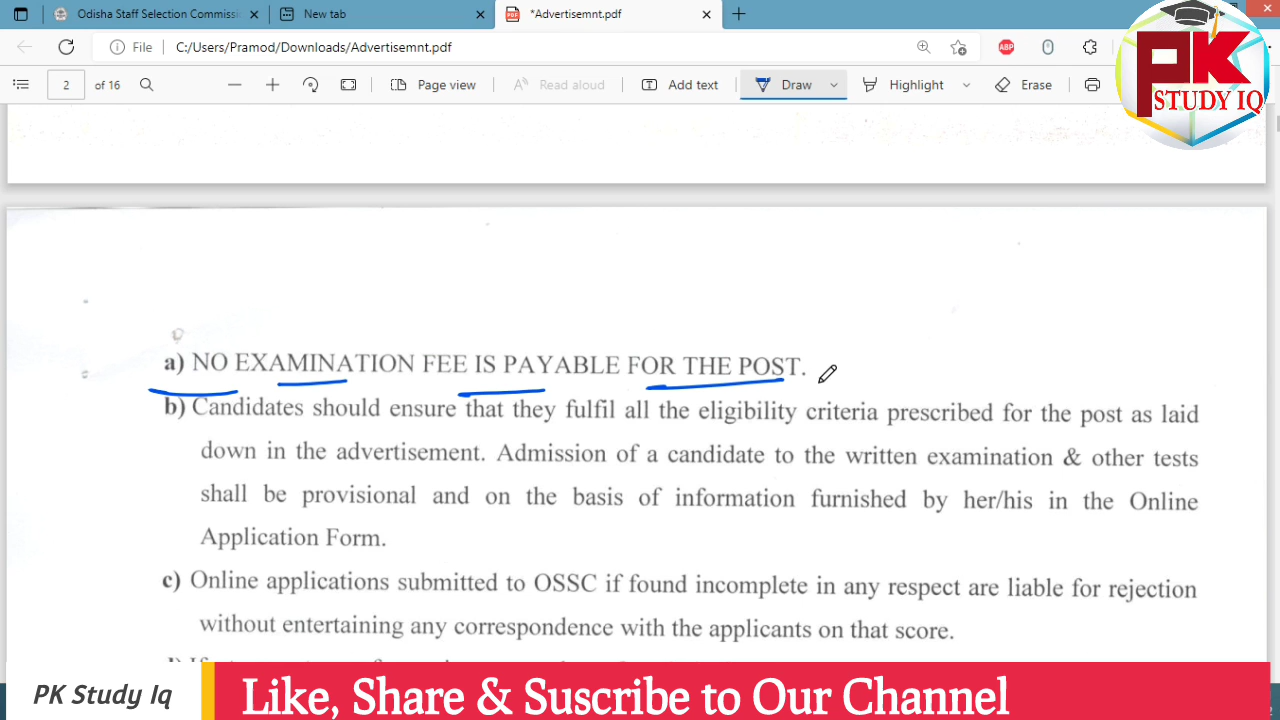 Odisha Staff Selection Commissi
New tab
*Advertisemnt.pdf
File C:/Users/Pramod/Downloads/Advertisemnt.pdf
ABP
2 of 16 Page view Read aloud Add text Draw Highlight Erase
PK
STUDY IQ
a) NO EXAMINATION FEE IS PAYABLE FOR THE POST.
b) Candidates should ensure that they fulfil all the eligibility criteria prescribed for the post as laid
down in the advertisement. Admission of a candidate to the written examination & other tests
shall be provisional and on the basis of information furnished by her/his in the Online
Application Form.
c) Online applications submitted to OSSC if found incomplete in any respect are liable for rejection
without entertaining any correspondence with the applicants on that score.
PK Study Iq
Like, Share & Suscribe to Our Channel